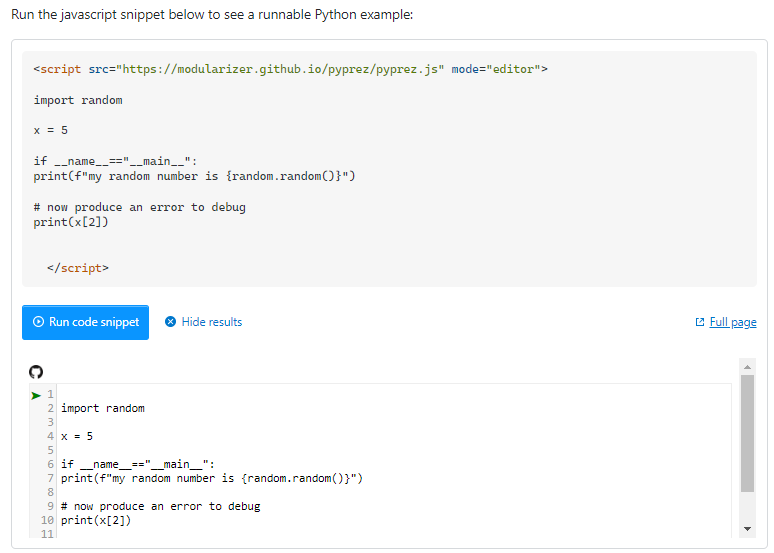 Run the javascript snippet below to see a runnable Python example:
<script src="https://modularizer.github.io/pyprez/pyprez.js" mode="editor">
import random
x = 5
if __name__=="__main__":
print(f"my random number is {random.random()}")
# now produce an error to debug
print(x[2])
</script>
Run code snippet Hide results Full page
1
2 import random
3
4 x = 5
5
6 if __name__=="__main__":
7 print(f"my random number is {random.random()}")
8
9 # now produce an error to debug
10 print(x[2])
11